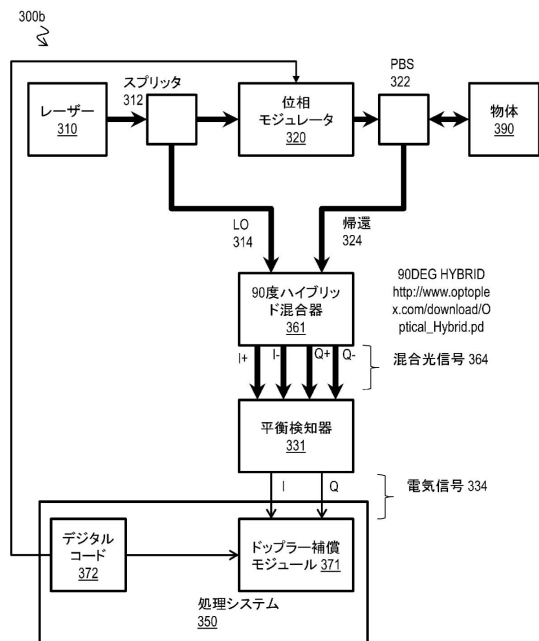 300b
スプリッタ
312
PBS
322
レーザー
310
位相
モジュレータ
320
物体
390
LO
314
帰還
324
90度ハイブリッ
ド混合器
361
90DEG HYBRID
http://www.optople
x.com/download/O
ptical_Hybrid.pd
I+
I-
Q+
Q-
混合光信号 364
平衡検知器
331
I
Q
電気信号 334
デジタル
コード
372
ドップラー補償
モジュール 371
処理システム
350